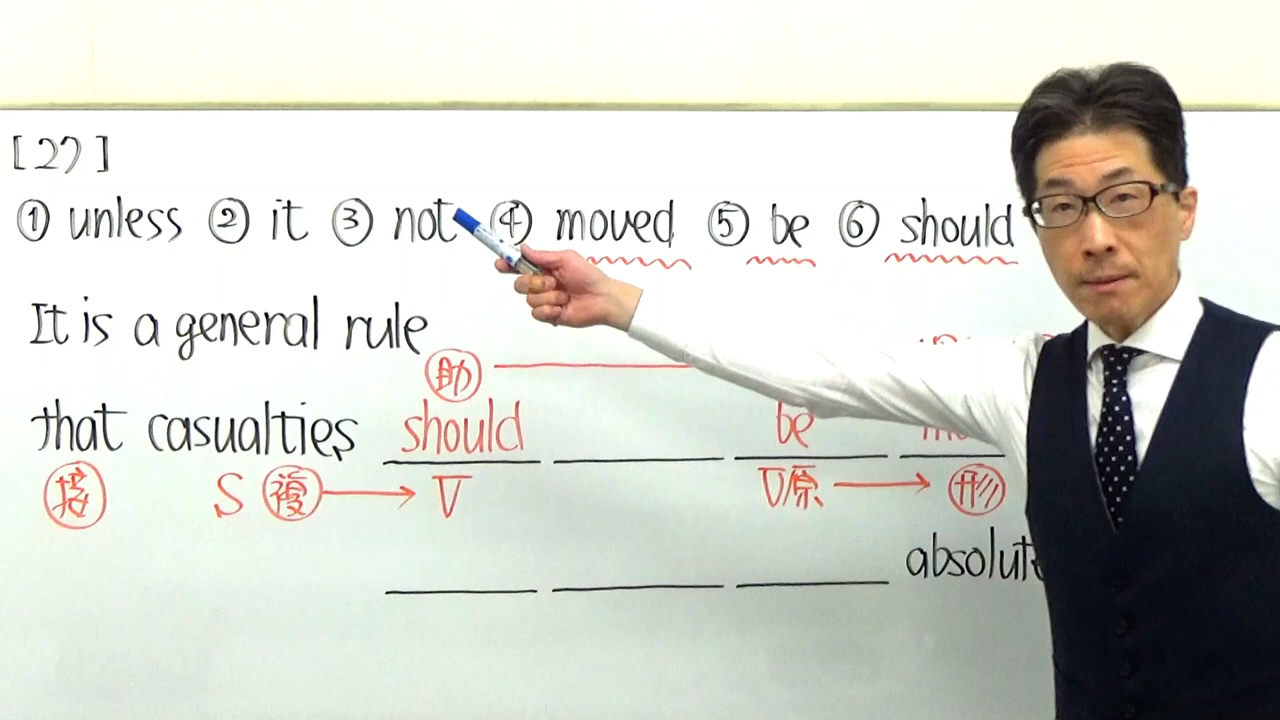 [27]
① unless ② it ③ not ④ moved ⑤ be ⑥ should
It is a general rule
助
that casualties should be
接 S 複 V V原 形